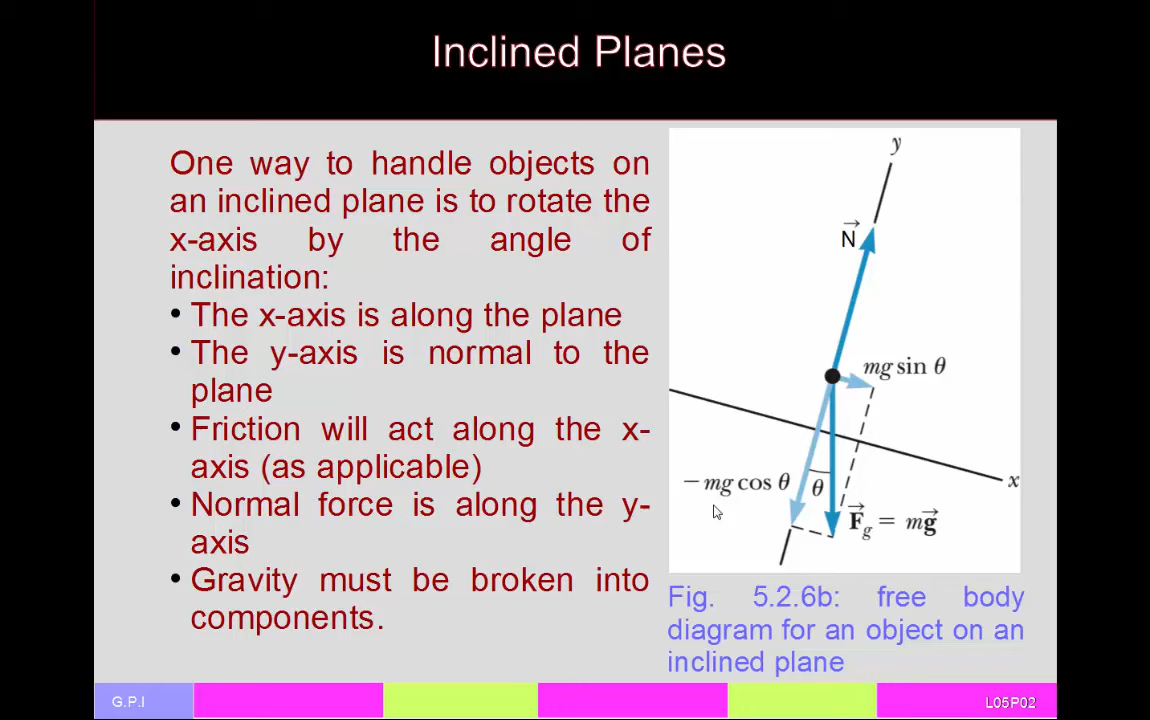 Inclined Planes
One way to handle objects on
an inclined plane is to rotate the
x-axis by the angle of
inclination:
• The x-axis is along the plane
• The y-axis is normal to the
plane
• Friction will act along the x-
axis (as applicable)
• Normal force is along the y-
axis
• Gravity must be broken into
components.
y
N⃗
mg sin θ
−mg cos θ
θ
x
F⃗g = mg⃗
Fig. 5.2.6b: free body
diagram for an object on an
inclined plane
G.P.I
L05P02